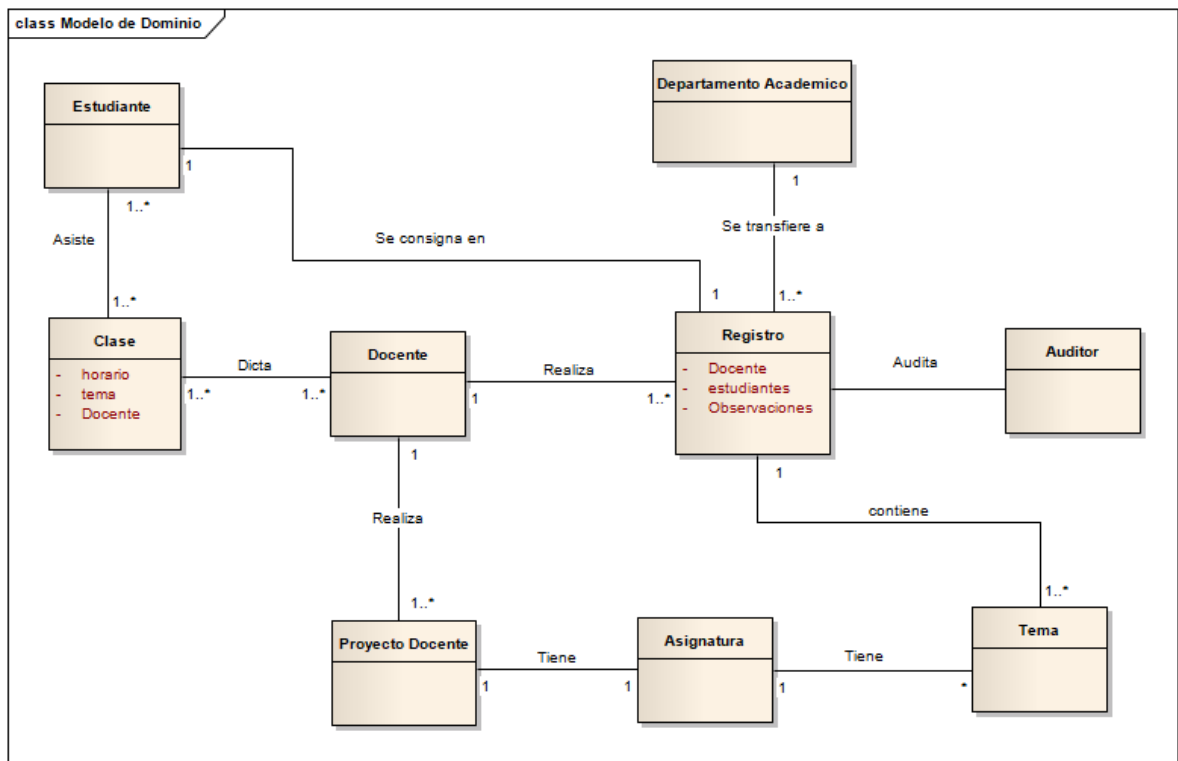 class Modelo de Dominio
Estudiante
Departamento Academico
1
1
1..*
Asiste
Se consigna en
Se transfiere a
1..*
1
1..*
Clase
- horario
- tema
- Docente
Dicta
1..*
1..*
Docente
Realiza
1
1..*
Registro
- Docente
- estudiantes
- Observaciones
Audita
Auditor
1
Realiza
1..*
1
contiene
1..*
Proyecto Docente
Tiene
1
1
Asignatura
Tiene
1
*
Tema